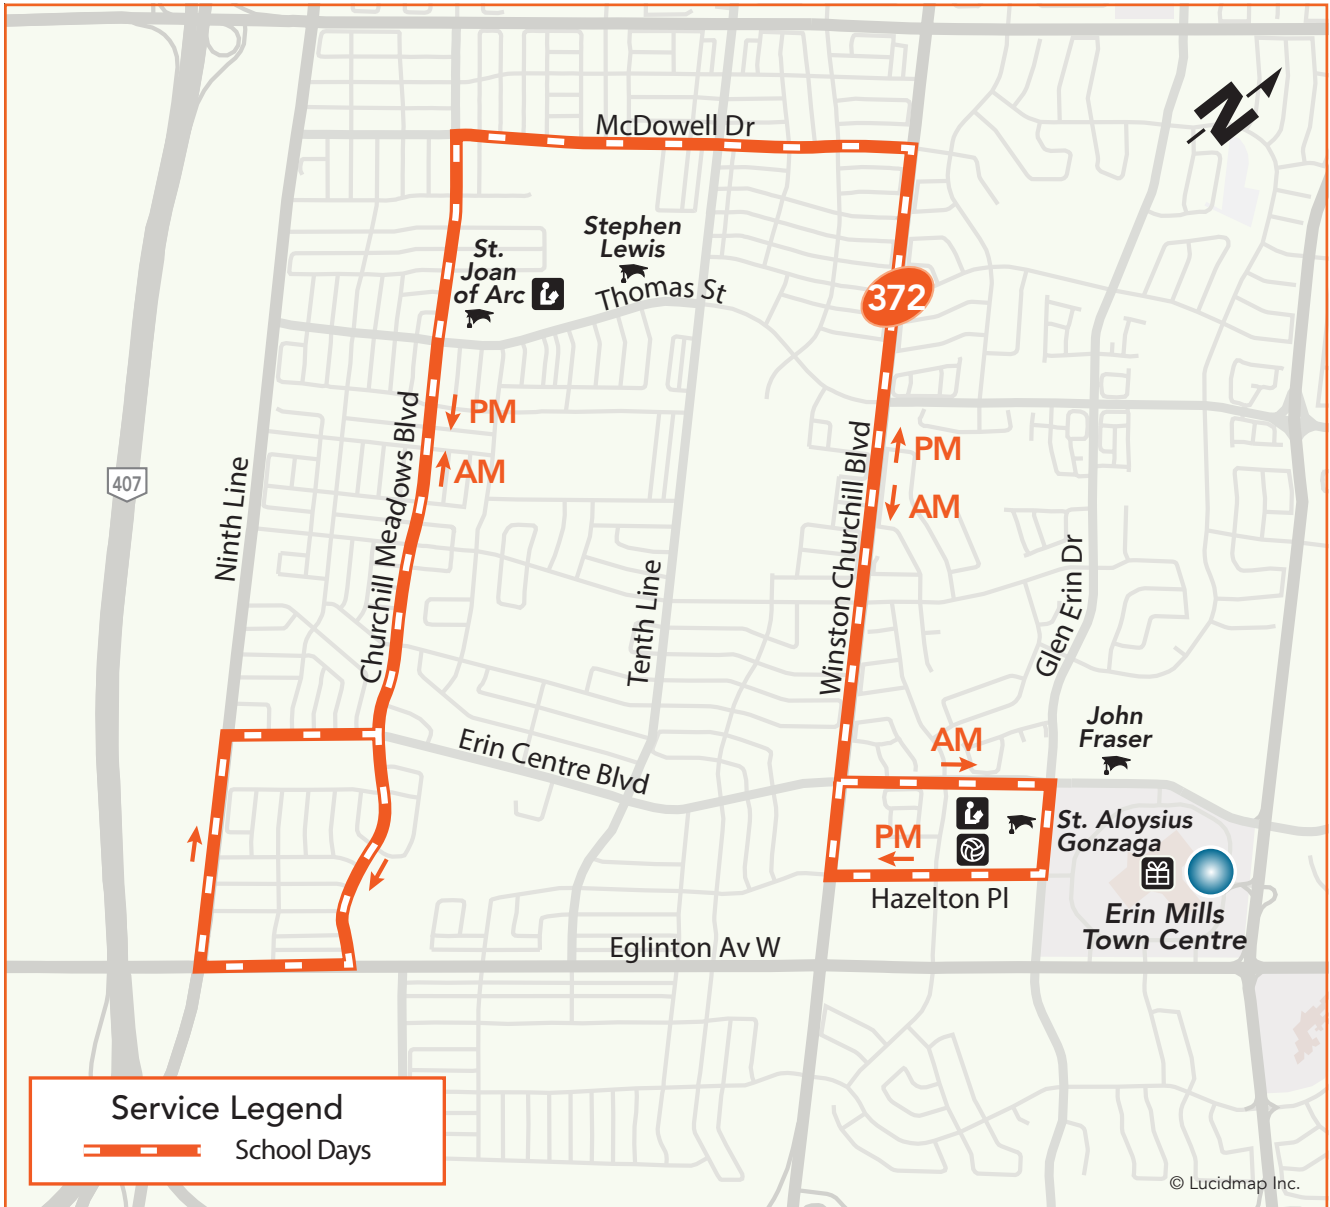 McDowell Dr
N
Stephen
Lewis
St.
Joan
of Arc
Thomas St
372
PM
AM
PM
AM
407
Ninth Line
Churchill Meadows Blvd
Tenth Line
Winston Churchill Blvd
Glen Erin Dr
Erin Centre Blvd
AM
John
Fraser
PM
St. Aloysius
Gonzaga
Hazelton Pl
Erin Mills
Town Centre
Eglinton Av W
Service Legend
School Days
© Lucidmap Inc.